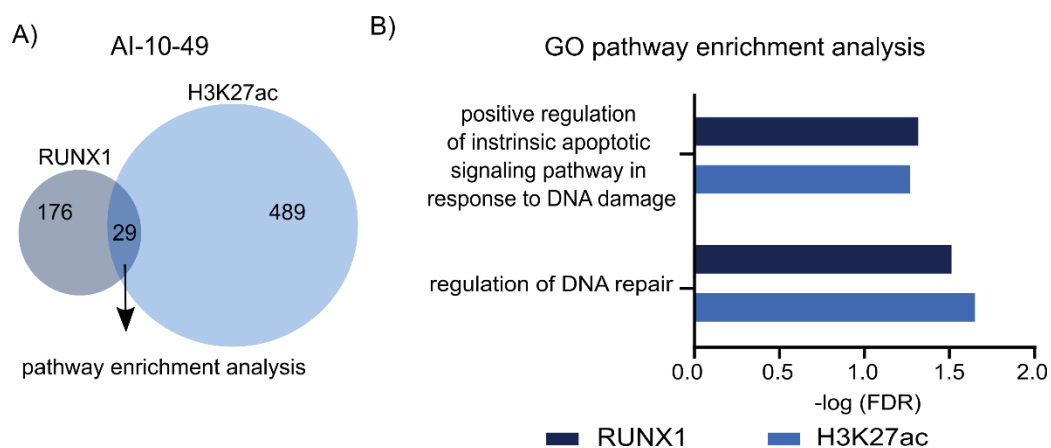 A)
AI-10-49
H3K27ac
RUNX1
176
29
489
pathway enrichment analysis
B)
GO pathway enrichment analysis
positive regulation
of instrinsic apoptotic
signaling pathway in
response to DNA damage
regulation of DNA repair
0.0 0.5 1.0 1.5 2.0
-log (FDR)
RUNX1 H3K27ac